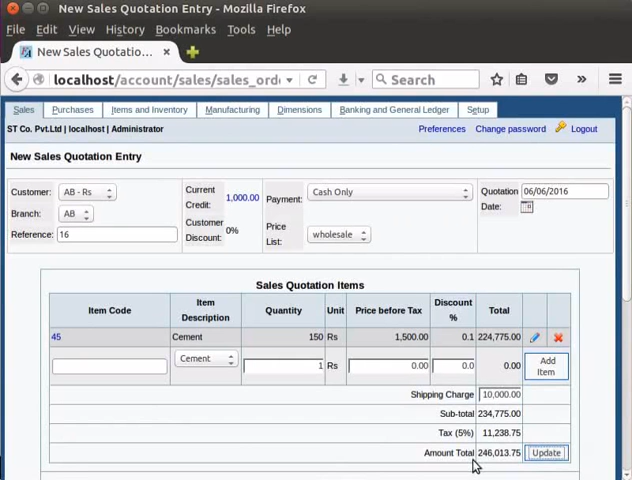 New Sales Quotation Entry - Mozilla Firefox
File Edit View History Bookmarks Tools Help
New Sales Quotatio... ×
localhost/account/sales/sales_orde Search
Sales Purchases Items and Inventory Manufacturing Dimensions Banking and General Ledger Setup
ST Co. Pvt.Ltd | localhost | Administrator Preferences Change password Logout
New Sales Quotation Entry
Customer: AB - Rs
Branch: AB
Reference: 16
Current Credit: 1,000.00
Customer Discount: 0%
Payment: Cash Only
Price List: wholesale
Quotation Date: 06/06/2016
Sales Quotation Items
Item Code Item Description Quantity Unit Price before Tax Discount % Total
45 Cement 150 Rs 1,500.00 0.1 224,775.00
Cement 1 Rs 0.00 0.0 0.00 Add Item
Shipping Charge 10,000.00
Sub-total 234,775.00
Tax (5%) 11,238.75
Amount Total 246,013.75 Update